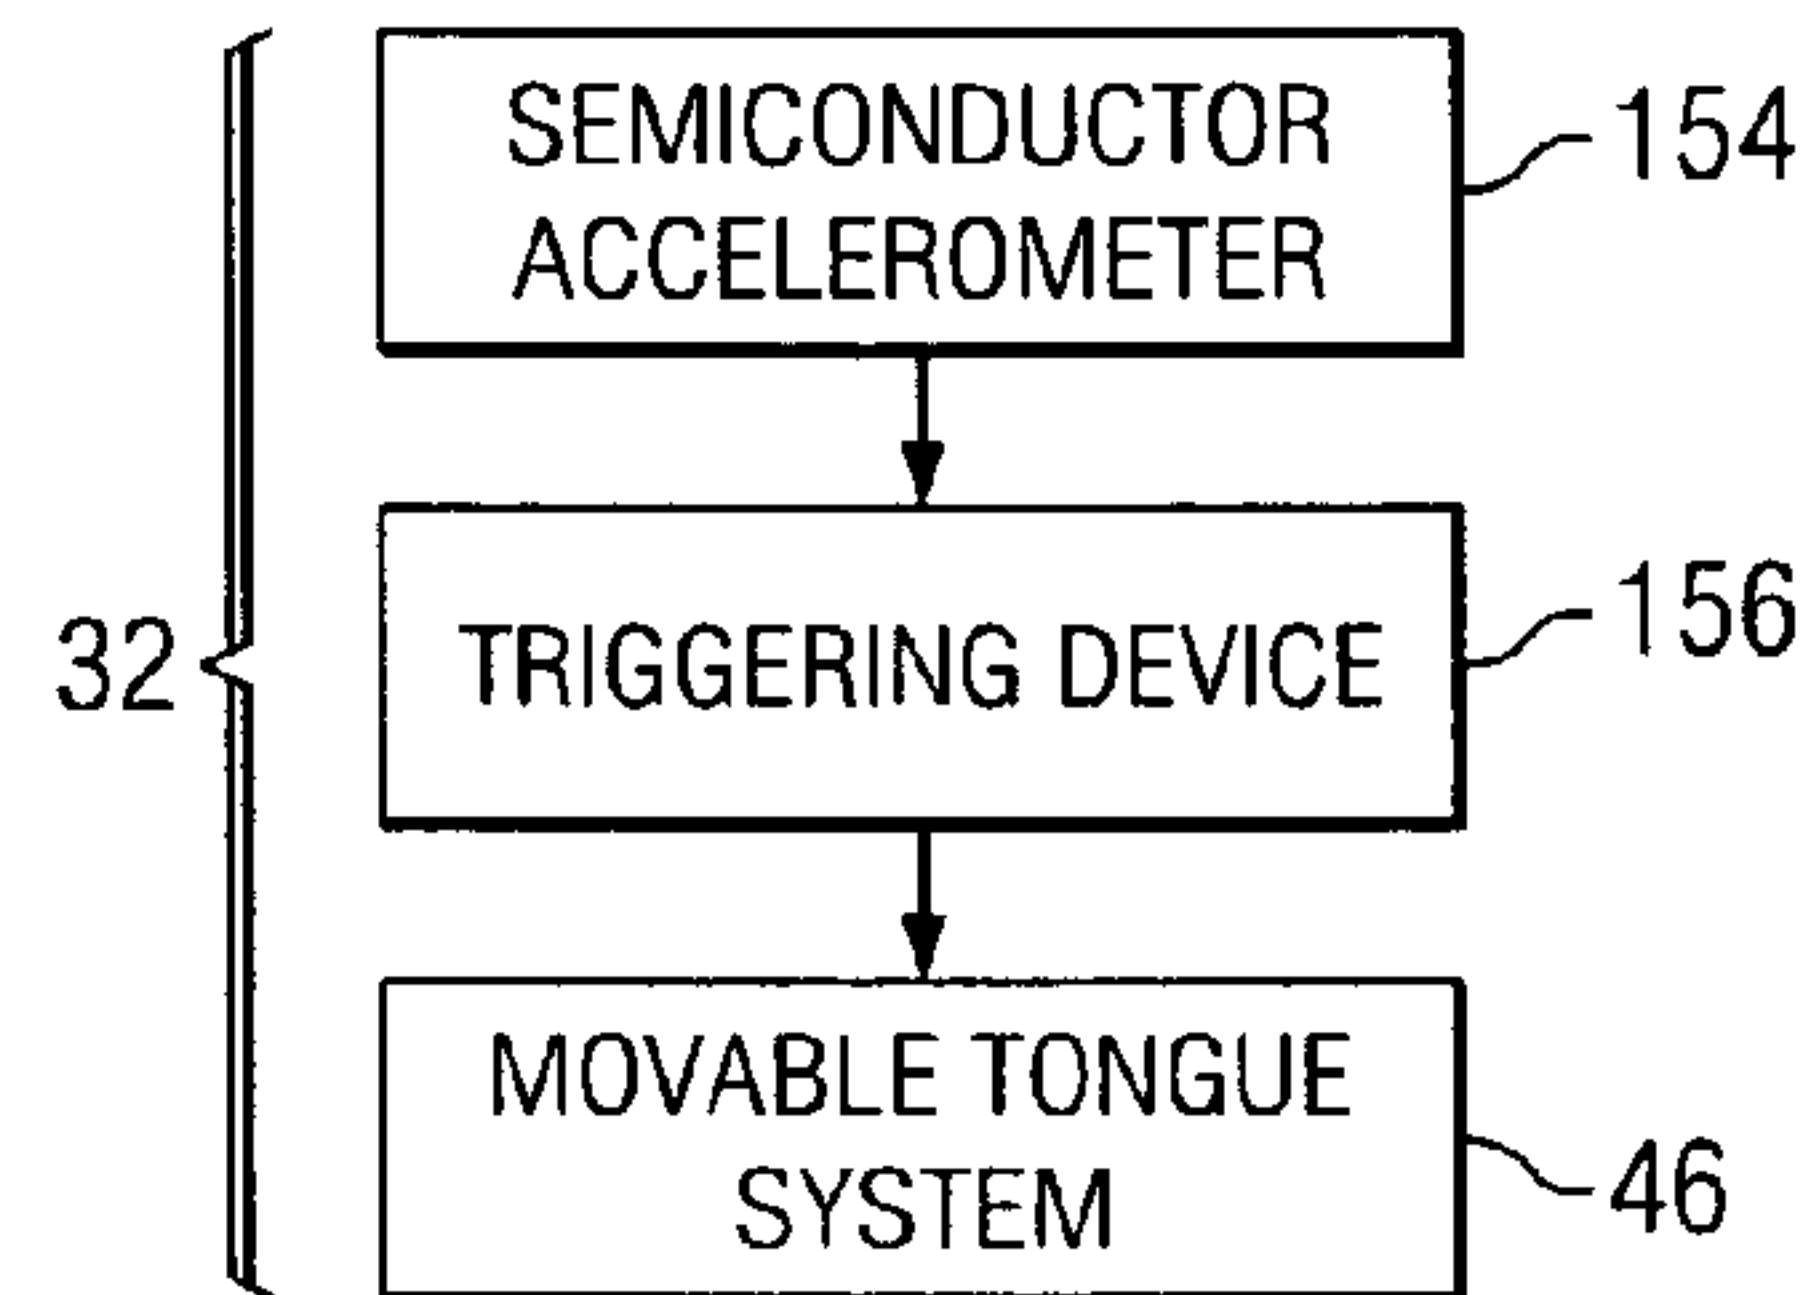 SEMICONDUCTOR
ACCELEROMETER
154
32
TRIGGERING DEVICE
156
MOVABLE TONGUE
SYSTEM
46